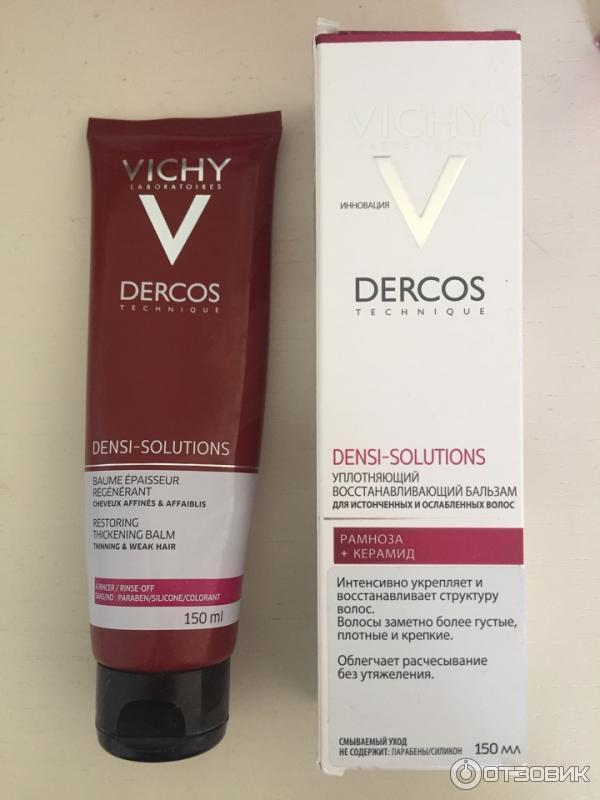 VICHY
LABORATOIRES
V
DERCOS
TECHNIQUE
DENSI-SOLUTIONS
BAUME ÉPAISSEUR
RÉGÉNÉRANT
CHEVEUX AFFINÉS & AFFAIBLIS
RESTORING
THICKENING BALM
THINNING & WEAK HAIR
À RINCER / RINSE-OFF
SANS/NO : PARABEN/SILICONE/COLORANT
150 ml
VICHY
LABORATOIRES
V
ИННОВАЦИЯ
DERCOS
TECHNIQUE
DENSI-SOLUTIONS
УПЛОТНЯЮЩИЙ
ВОССТАНАВЛИВАЮЩИЙ БАЛЬЗАМ
ДЛЯ ИСТОНЧЕННЫХ И ОСЛАБЛЕННЫХ ВОЛОС
РАМНОЗА
+ КЕРАМИД
Интенсивно укрепляет и
восстанавливает структуру
волос.
Волосы заметно более густые,
плотные и крепкие.
Облегчает расчесывание
без утяжеления.
СМЫВАЕМЫЙ УХОД
НЕ СОДЕРЖИТ: ПАРАБЕНЫ/СИЛИКОН
150 мл
ОТЗОВИК